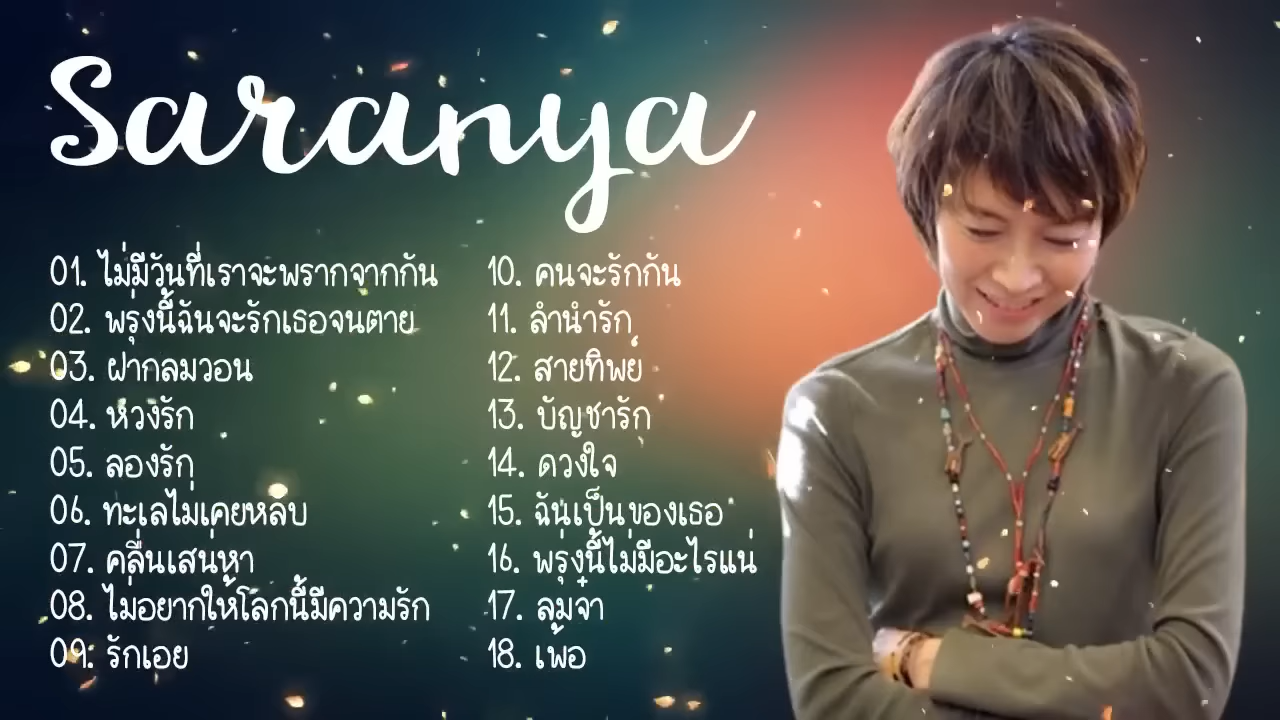 Saranya
01. ไม่มีวันที่เราจะพรากจากกัน
02. พรุ่งนี้ฉันจะรักเธอจนตาย
03. ฝากลมวอน
04. ห่วงรัก
05. ลองรัก
06. ทะเลไม่เคยหลับ
07. คลื่นเสน่หา
08. ไม่อยากให้โลกนี้มีความรัก
09. รักเอย
10. คนจะรักกัน
11. ลำนำรัก
12. สายทิพย์
13. บัญชารัก
14. ดวงใจ
15. ฉันเป็นของเธอ
16. พรุ่งนี้ไม่มีอะไรแน่
17. ลมจ๋า
18. เพ้อ